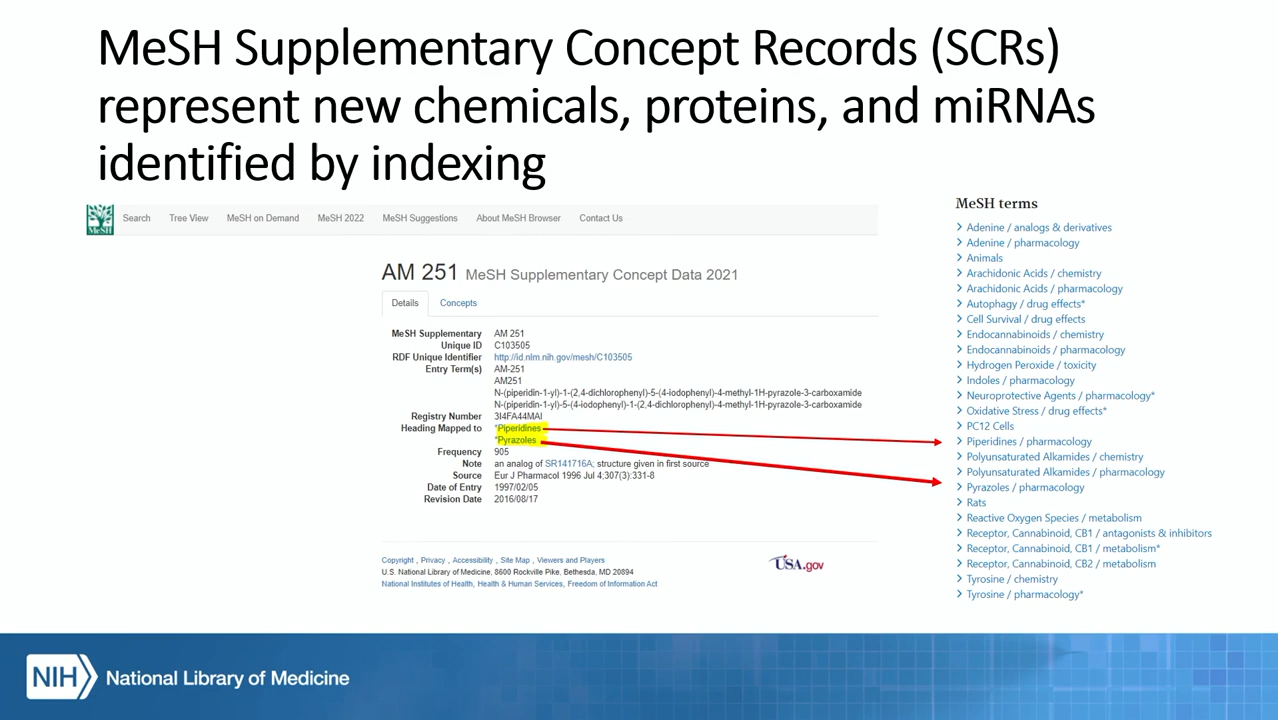 MeSH Supplementary Concept Records (SCRs)
represent new chemicals, proteins, and miRNAs
identified by indexing
MeSH
Search Tree View MeSH on Demand MeSH 2022 MeSH Suggestions About MeSH Browser Contact Us
AM 251 MeSH Supplementary Concept Data 2021
Details Concepts
MeSH Supplementary AM 251
Unique ID C103505
RDF Unique Identifier http://id.nlm.nih.gov/mesh/C103505
Entry Term(s) AM-251
AM251
N-(piperidin-1-yl)-1-(2,4-dichlorophenyl)-5-(4-iodophenyl)-4-methyl-1H-pyrazole-3-carboxamide
N-(piperidin-1-yl)-5-(4-iodophenyl)-1-(2,4-dichlorophenyl)-4-methyl-1H-pyrazole-3-carboxamide
Registry Number 3I4FA44MAI
Heading Mapped to *Piperidines
*Pyrazoles
Frequency 905
Note an analog of SR141716A; structure given in first source
Source Eur J Pharmacol 1996 Jul 4;307(3):331-8
Date of Entry 1997/02/05
Revision Date 2016/08/17
Copyright , Privacy , Accessibility , Site Map , Viewers and Players
U.S. National Library of Medicine, 8600 Rockville Pike, Bethesda, MD 20894
National Institutes of Health, Health & Human Services, Freedom of Information Act
USA.gov
MeSH terms
Adenine / analogs & derivatives
Adenine / pharmacology
Animals
Arachidonic Acids / chemistry
Arachidonic Acids / pharmacology
Autophagy / drug effects*
Cell Survival / drug effects
Endocannabinoids / chemistry
Endocannabinoids / pharmacology
Hydrogen Peroxide / toxicity
Indoles / pharmacology
Neuroprotective Agents / pharmacology*
Oxidative Stress / drug effects*
PC12 Cells
Piperidines / pharmacology
Polyunsaturated Alkamides / chemistry
Polyunsaturated Alkamides / pharmacology
Pyrazoles / pharmacology
Rats
Reactive Oxygen Species / metabolism
Receptor, Cannabinoid, CB1 / antagonists & inhibitors
Receptor, Cannabinoid, CB1 / metabolism*
Receptor, Cannabinoid, CB2 / metabolism
Tyrosine / chemistry
Tyrosine / pharmacology*
NIH National Library of Medicine